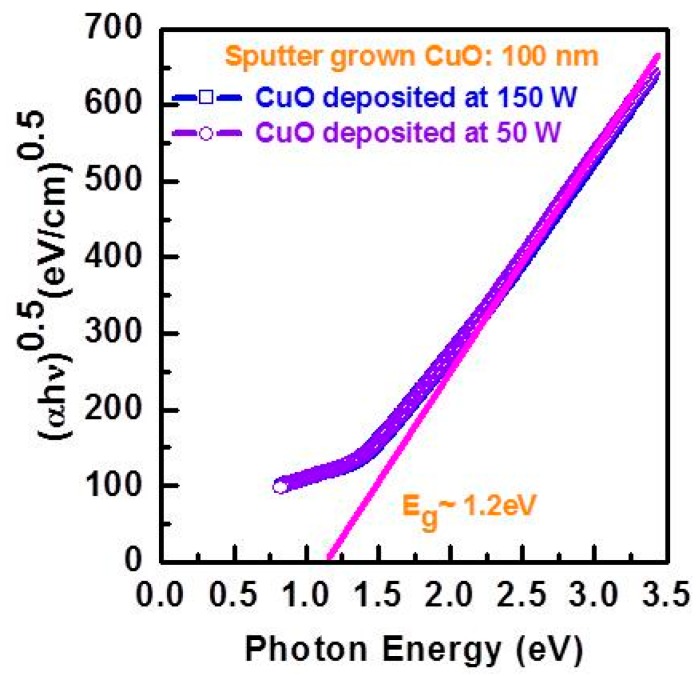 700
600
500
400
300
200
100
0
(αhν)^0.5(eV/cm)^0.5
Sputter grown CuO: 100 nm
CuO deposited at 150 W
CuO deposited at 50 W
Eg~ 1.2eV
0.0 0.5 1.0 1.5 2.0 2.5 3.0 3.5
Photon Energy (eV)